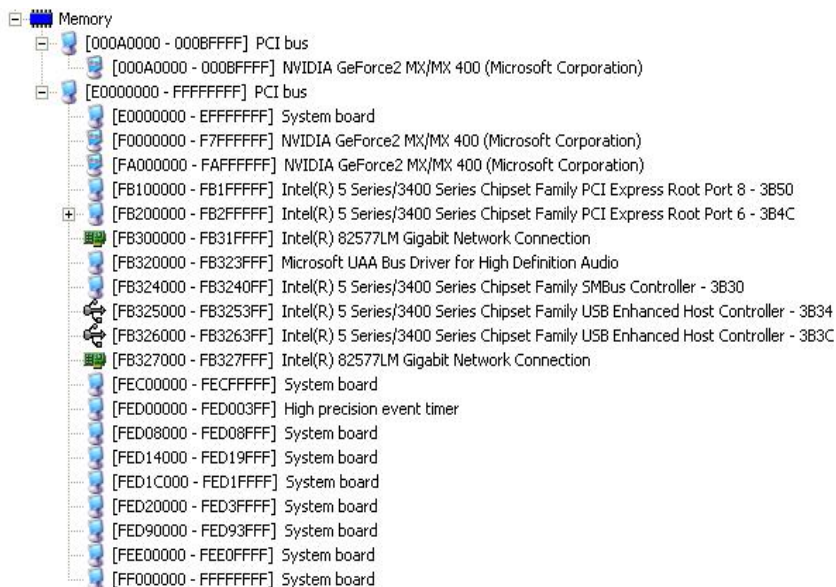 Memory
[000A0000 - 000BFFFF] PCI bus
[000A0000 - 000BFFFF] NVIDIA GeForce2 MX/MX 400 (Microsoft Corporation)
[E0000000 - FFFFFFFF] PCI bus
[E0000000 - EFFFFFFF] System board
[F0000000 - F7FFFFFF] NVIDIA GeForce2 MX/MX 400 (Microsoft Corporation)
[FA000000 - FAFFFFFF] NVIDIA GeForce2 MX/MX 400 (Microsoft Corporation)
[FB100000 - FB1FFFFF] Intel(R) 5 Series/3400 Series Chipset Family PCI Express Root Port 8 - 3B50
[FB200000 - FB2FFFFF] Intel(R) 5 Series/3400 Series Chipset Family PCI Express Root Port 6 - 3B4C
[FB300000 - FB31FFFF] Intel(R) 82577LM Gigabit Network Connection
[FB320000 - FB323FFF] Microsoft UAA Bus Driver for High Definition Audio
[FB324000 - FB3240FF] Intel(R) 5 Series/3400 Series Chipset Family SMBus Controller - 3B30
[FB325000 - FB3253FF] Intel(R) 5 Series/3400 Series Chipset Family USB Enhanced Host Controller - 3B34
[FB326000 - FB3263FF] Intel(R) 5 Series/3400 Series Chipset Family USB Enhanced Host Controller - 3B3C
[FB327000 - FB327FFF] Intel(R) 82577LM Gigabit Network Connection
[FEC00000 - FECFFFFF] System board
[FED00000 - FED003FF] High precision event timer
[FED08000 - FED08FFF] System board
[FED14000 - FED19FFF] System board
[FED1C000 - FED1FFFF] System board
[FED20000 - FED3FFFF] System board
[FED90000 - FED93FFF] System board
[FEE00000 - FEE0FFFF] System board
[FF000000 - FFFFFFFF] System board